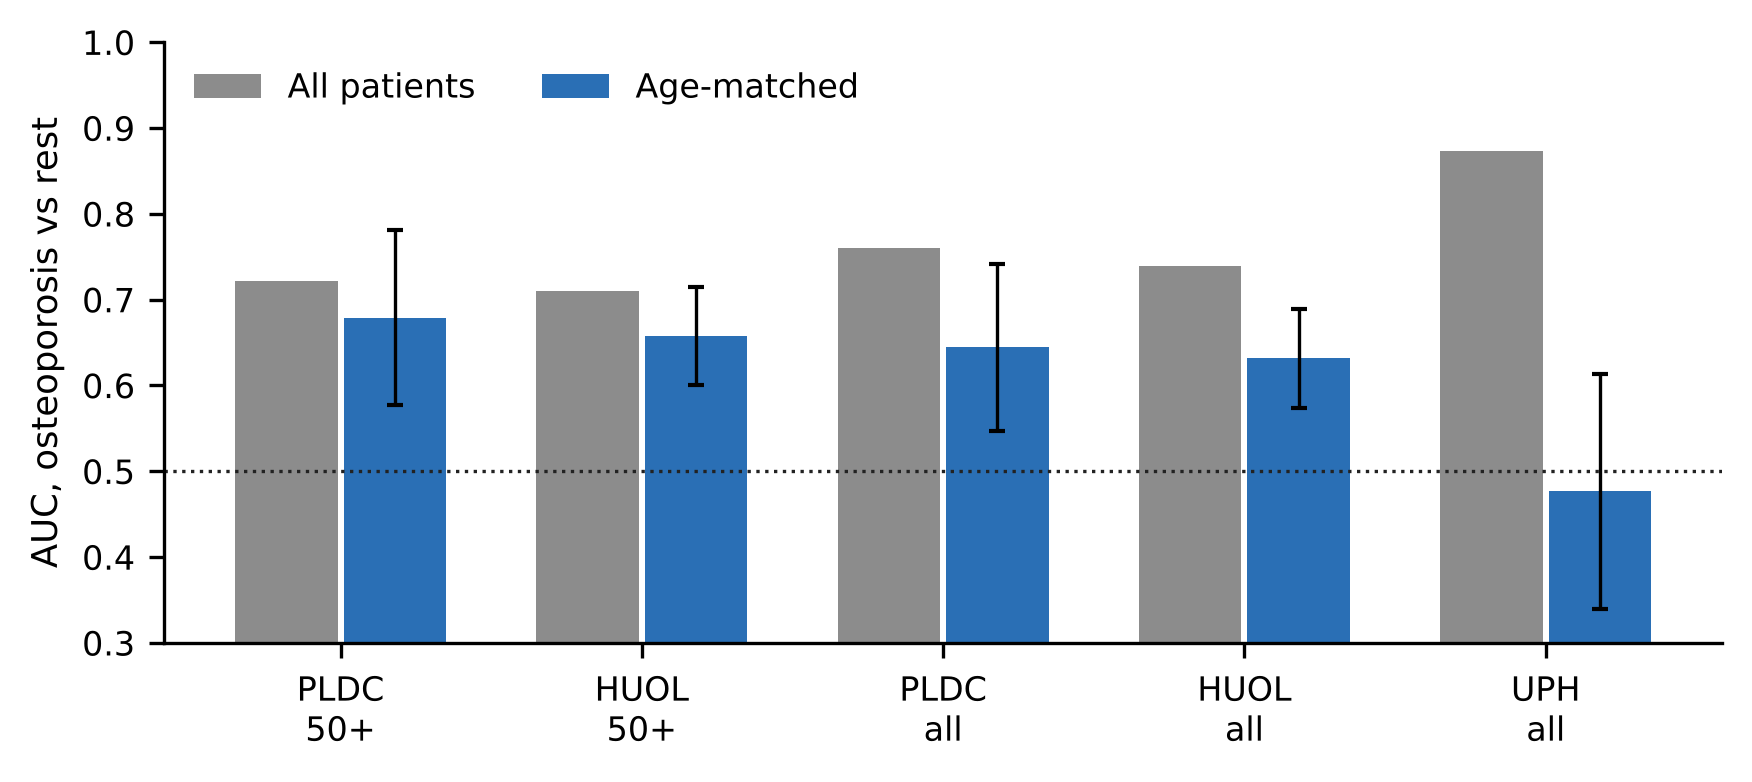 AUC, osteoporosis vs rest
1.0
0.9
0.8
0.7
0.6
0.5
0.4
0.3
All patients
Age-matched
PLDC
50+
HUOL
50+
PLDC
all
HUOL
all
UPH
all